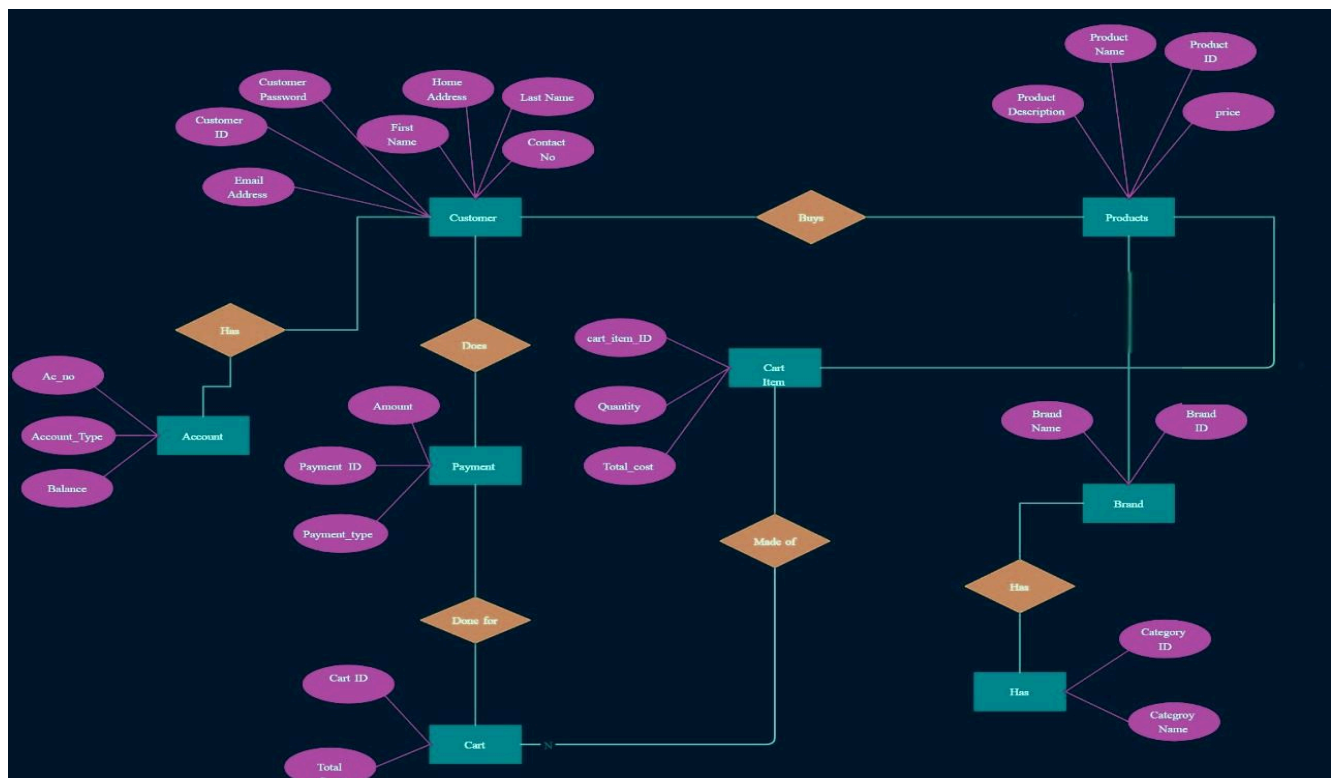 Product
Name
Product
ID
Customer
Password
Home
Address
Last Name
Product
Description
price
Customer
ID
First
Name
Contact
No
Email
Address
Customer
Buys
Products
Has
Does
cart_item_ID
Cart
Item
Ac_no
Amount
Quantity
Brand
Name
Brand
ID
Account_Type
Account
Payment ID
Payment
Total_cost
Balance
Brand
Payment_type
Made of
Has
Done for
Category
ID
Cart ID
Has
Categroy
Name
Cart
N
Total